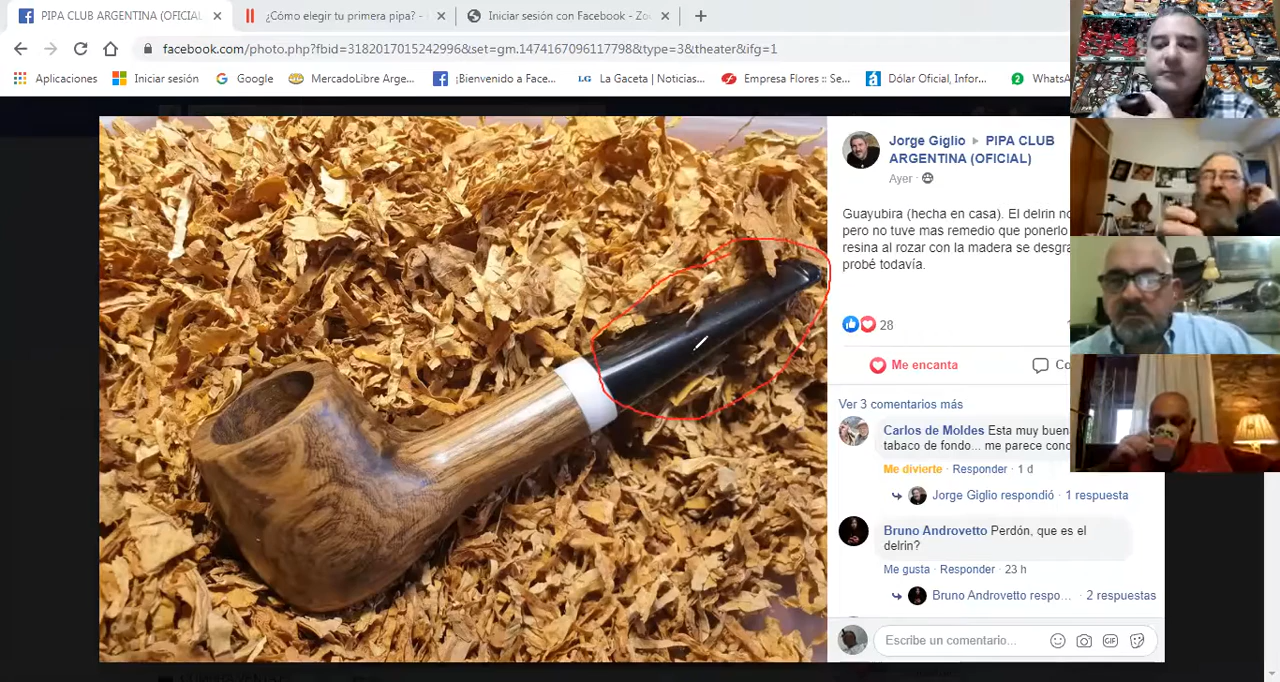 PIPA CLUB ARGENTINA (OFICIAL
¿Cómo elegir tu primera pipa? -
Iniciar sesión con Facebook - Zo
facebook.com/photo.php?fbid=3182017015242996&set=gm.1474167096117798&type=3&theater&ifg=1
Aplicaciones
Iniciar sesión
Google
MercadoLibre Arge...
¡Bienvenido a Face...
LG La Gaceta | Noticias...
Empresa Flores :: Se...
Dólar Oficial, Infor...
2 WhatsA
Jorge Giglio ▸ PIPA CLUB
ARGENTINA (OFICIAL)
Ayer ·
Guayubira (hecha en casa). El delrin no
pero no tuve mas remedio que ponerlo
resina al rozar con la madera se desgra
probé todavía.
28
Me encanta
Co
Ver 3 comentarios más
Carlos de Moldes Esta muy buen
tabaco de fondo... me parece cono
Me divierte · Responder · 1 d
Jorge Giglio respondió · 1 respuesta
Bruno Androvetto Perdón, que es el
delrin?
Me gusta · Responder · 23 h
Bruno Androvetto respo... · 2 respuestas
Escribe un comentario...
GIF